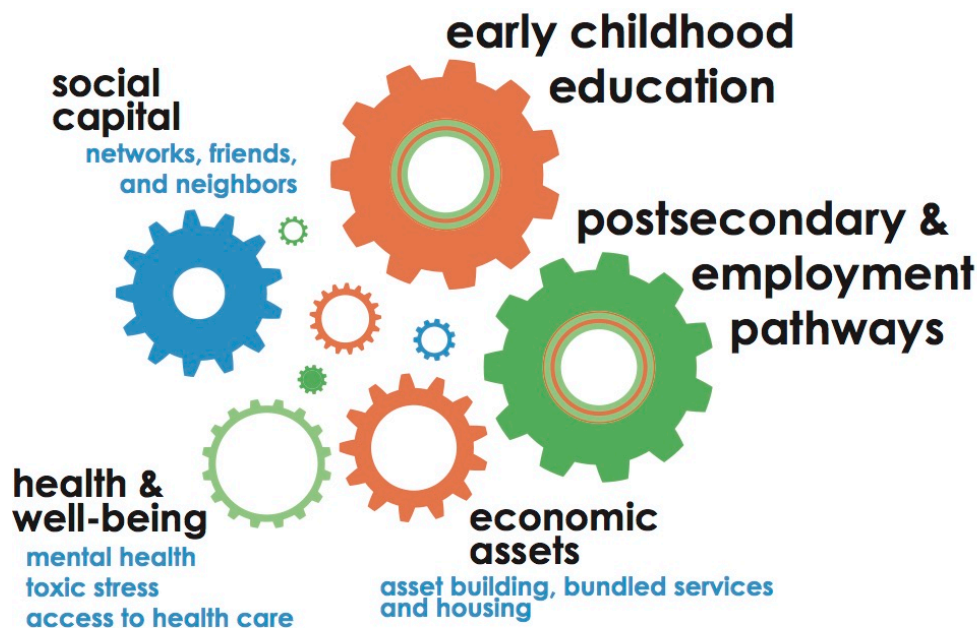 early childhood
education
social
capital
networks, friends,
and neighbors
postsecondary &
employment
pathways
health &
well-being
mental health
toxic stress
access to health care
economic
assets
asset building, bundled services
and housing